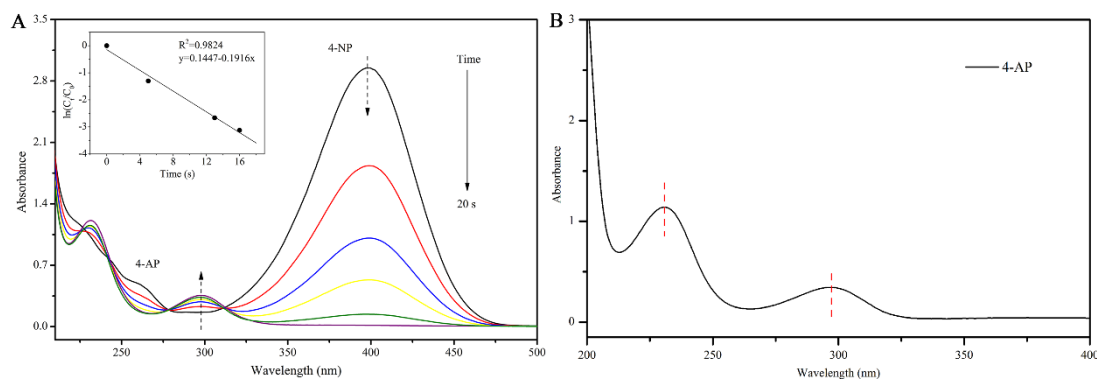 A
3.5
2.8
2.1
1.4
0.7
0.0
Absorbance
250
300
350
400
450
500
Wavelength (nm)
4-NP
Time
20 s
4-AP
R²=0.9824
y=0.1447-0.1916x
0
-1
-2
-3
-4
ln(Cₜ/C₀)
0
4
8
12
16
Time (s)
B
3
2
1
0
Absorbance
200
250
300
350
400
Wavelength (nm)
4-AP